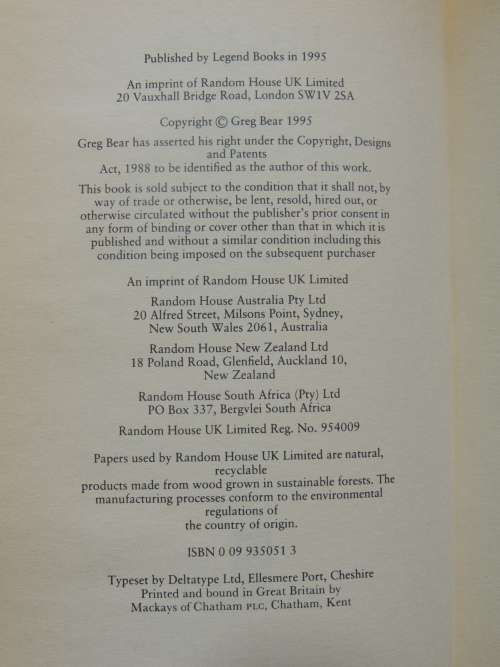 Published by Legend Books in 1995
An imprint of Random House UK Limited
20 Vauxhall Bridge Road, London SW1V 2SA
Copyright © Greg Bear 1995
Greg Bear has asserted his right under the Copyright, Designs
and Patents
Act, 1988 to be identified as the author of this work.
This book is sold subject to the condition that it shall not, by
way of trade or otherwise, be lent, resold, hired out, or
otherwise circulated without the publisher's prior consent in
any form of binding or cover other than that in which it is
published and without a similar condition including this
condition being imposed on the subsequent purchaser
An imprint of Random House UK Limited
Random House Australia Pty Ltd
20 Alfred Street, Milsons Point, Sydney,
New South Wales 2061, Australia
Random House New Zealand Ltd
18 Poland Road, Glenfield, Auckland 10,
New Zealand
Random House South Africa (Pty) Ltd
PO Box 337, Bergvlei South Africa
Random House UK Limited Reg. No. 954009
Papers used by Random House UK Limited are natural,
recyclable
products made from wood grown in sustainable forests. The
manufacturing processes conform to the environmental
regulations of
the country of origin.
ISBN 0 09 935051 3
Typeset by Deltatype Ltd, Ellesmere Port, Cheshire
Printed and bound in Great Britain by
Mackays of Chatham PLC, Chatham, Kent